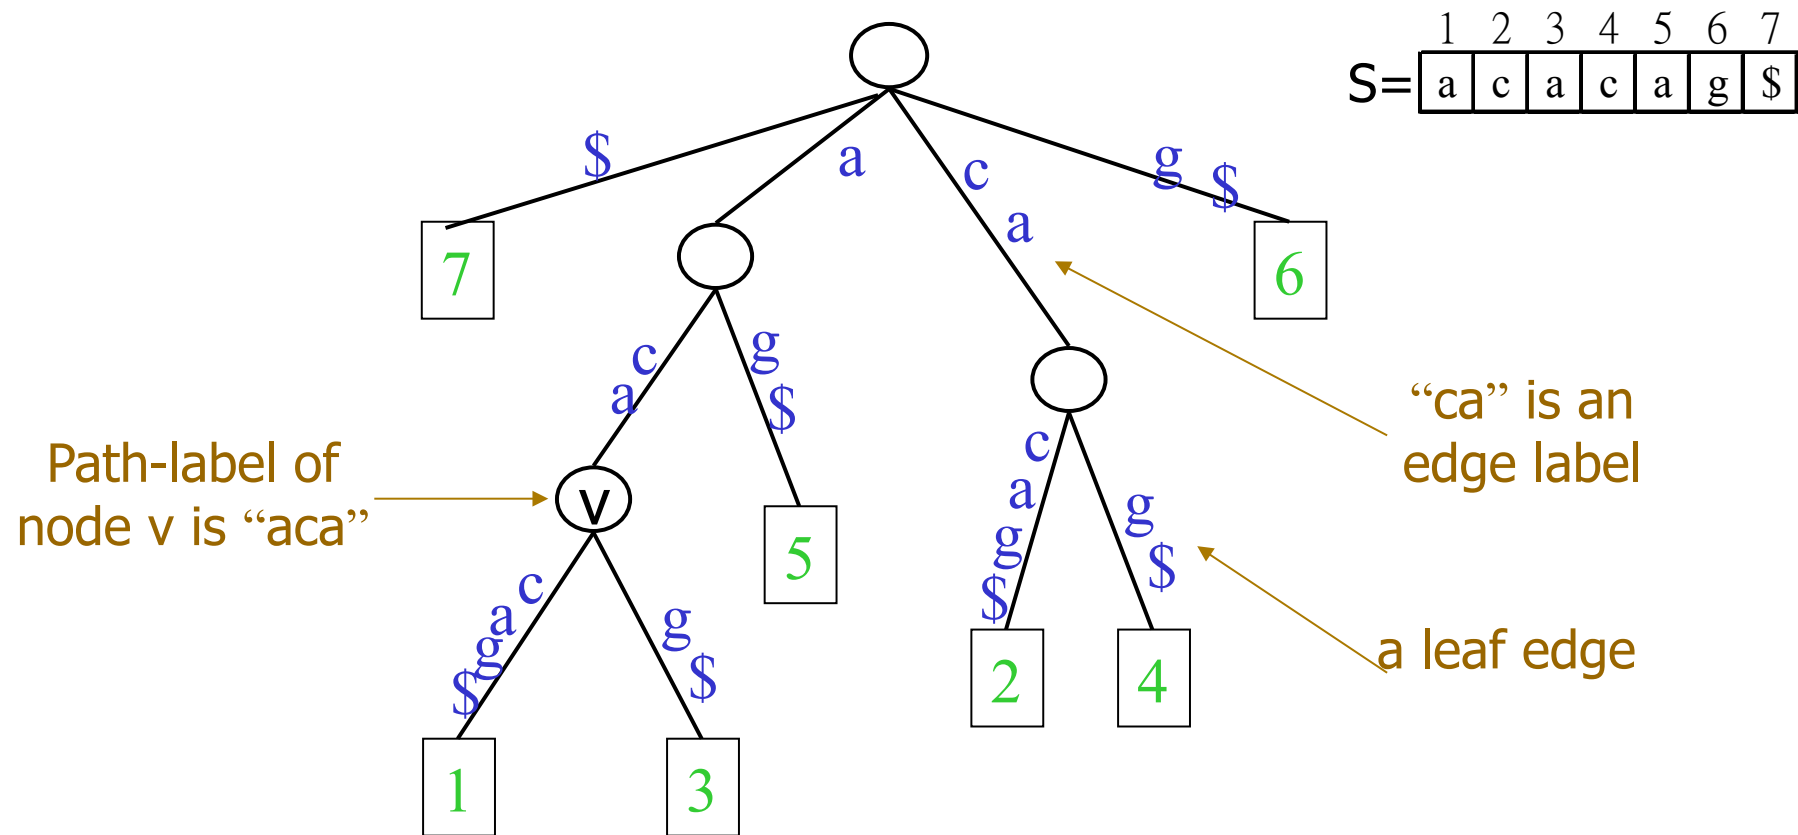 1 2 3 4 5 6 7
S= a c a c a g $
$ a c a g $
7
6
c a
g $
"ca" is an
edge label
Path-label of
node v is "aca"
v
5
c a g $
g $
a leaf edge
c a g $
g $
2
4
1
3